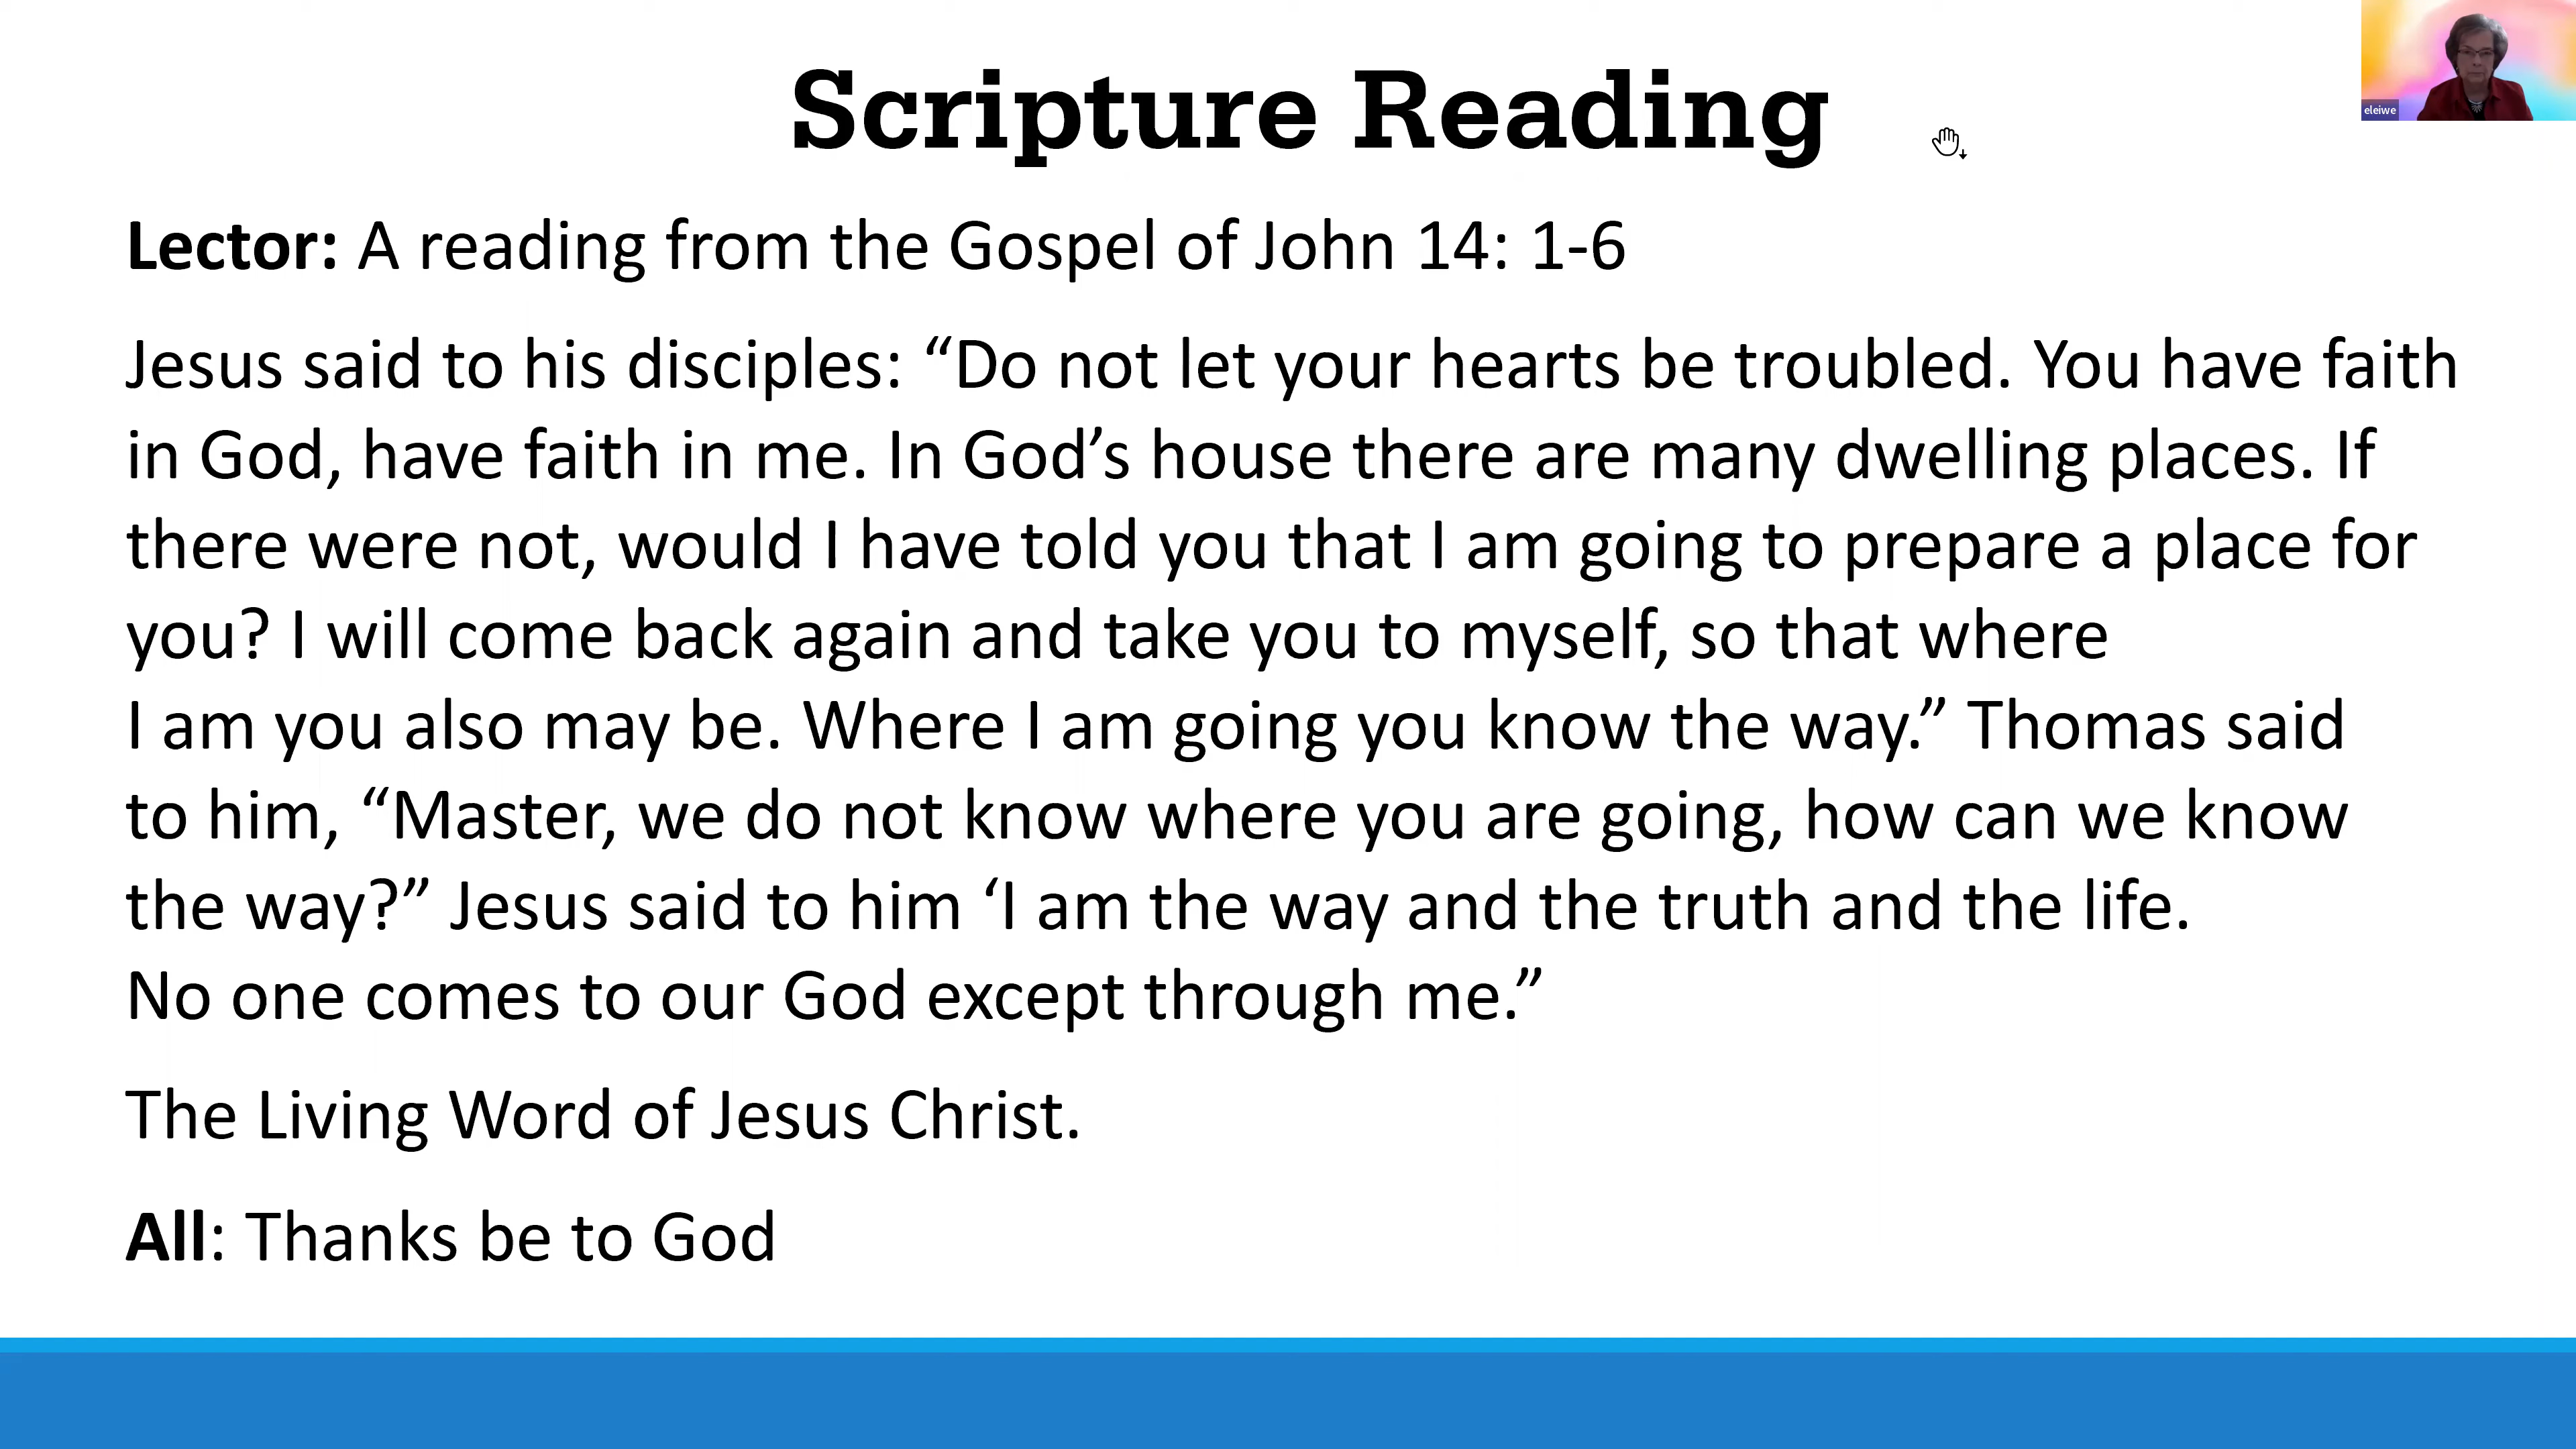 Scripture Reading
eleiwe
Lector: A reading from the Gospel of John 14: 1-6
Jesus said to his disciples: “Do not let your hearts be troubled. You have faith
in God, have faith in me. In God’s house there are many dwelling places. If
there were not, would I have told you that I am going to prepare a place for
you? I will come back again and take you to myself, so that where
I am you also may be. Where I am going you know the way.” Thomas said
to him, “Master, we do not know where you are going, how can we know
the way?” Jesus said to him ‘I am the way and the truth and the life.
No one comes to our God except through me.”
The Living Word of Jesus Christ.
All: Thanks be to God